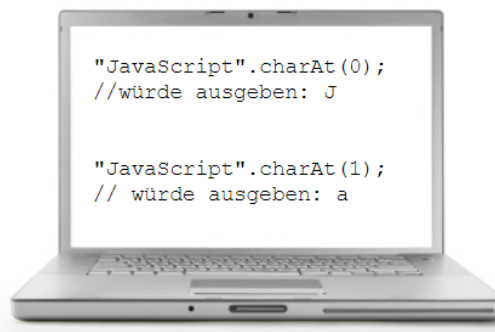 "JavaScript".charAt(0);
//würde ausgeben: J
"JavaScript".charAt(1);
// würde ausgeben: a